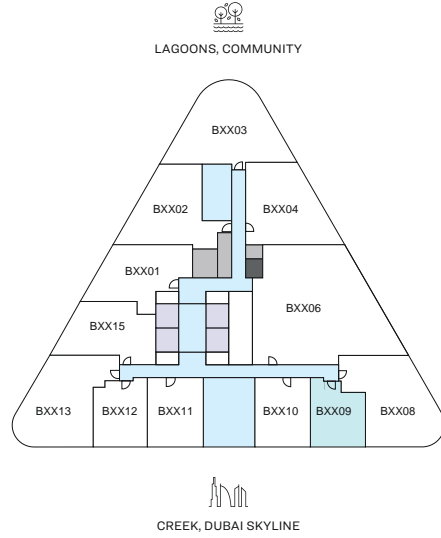 LAGOONS, COMMUNITY
BXX03
BXX02
BXX04
BXX01
BXX06
BXX15
BXX13
BXX12
BXX11
BXX10
BXX09
BXX08
CREEK, DUBAI SKYLINE